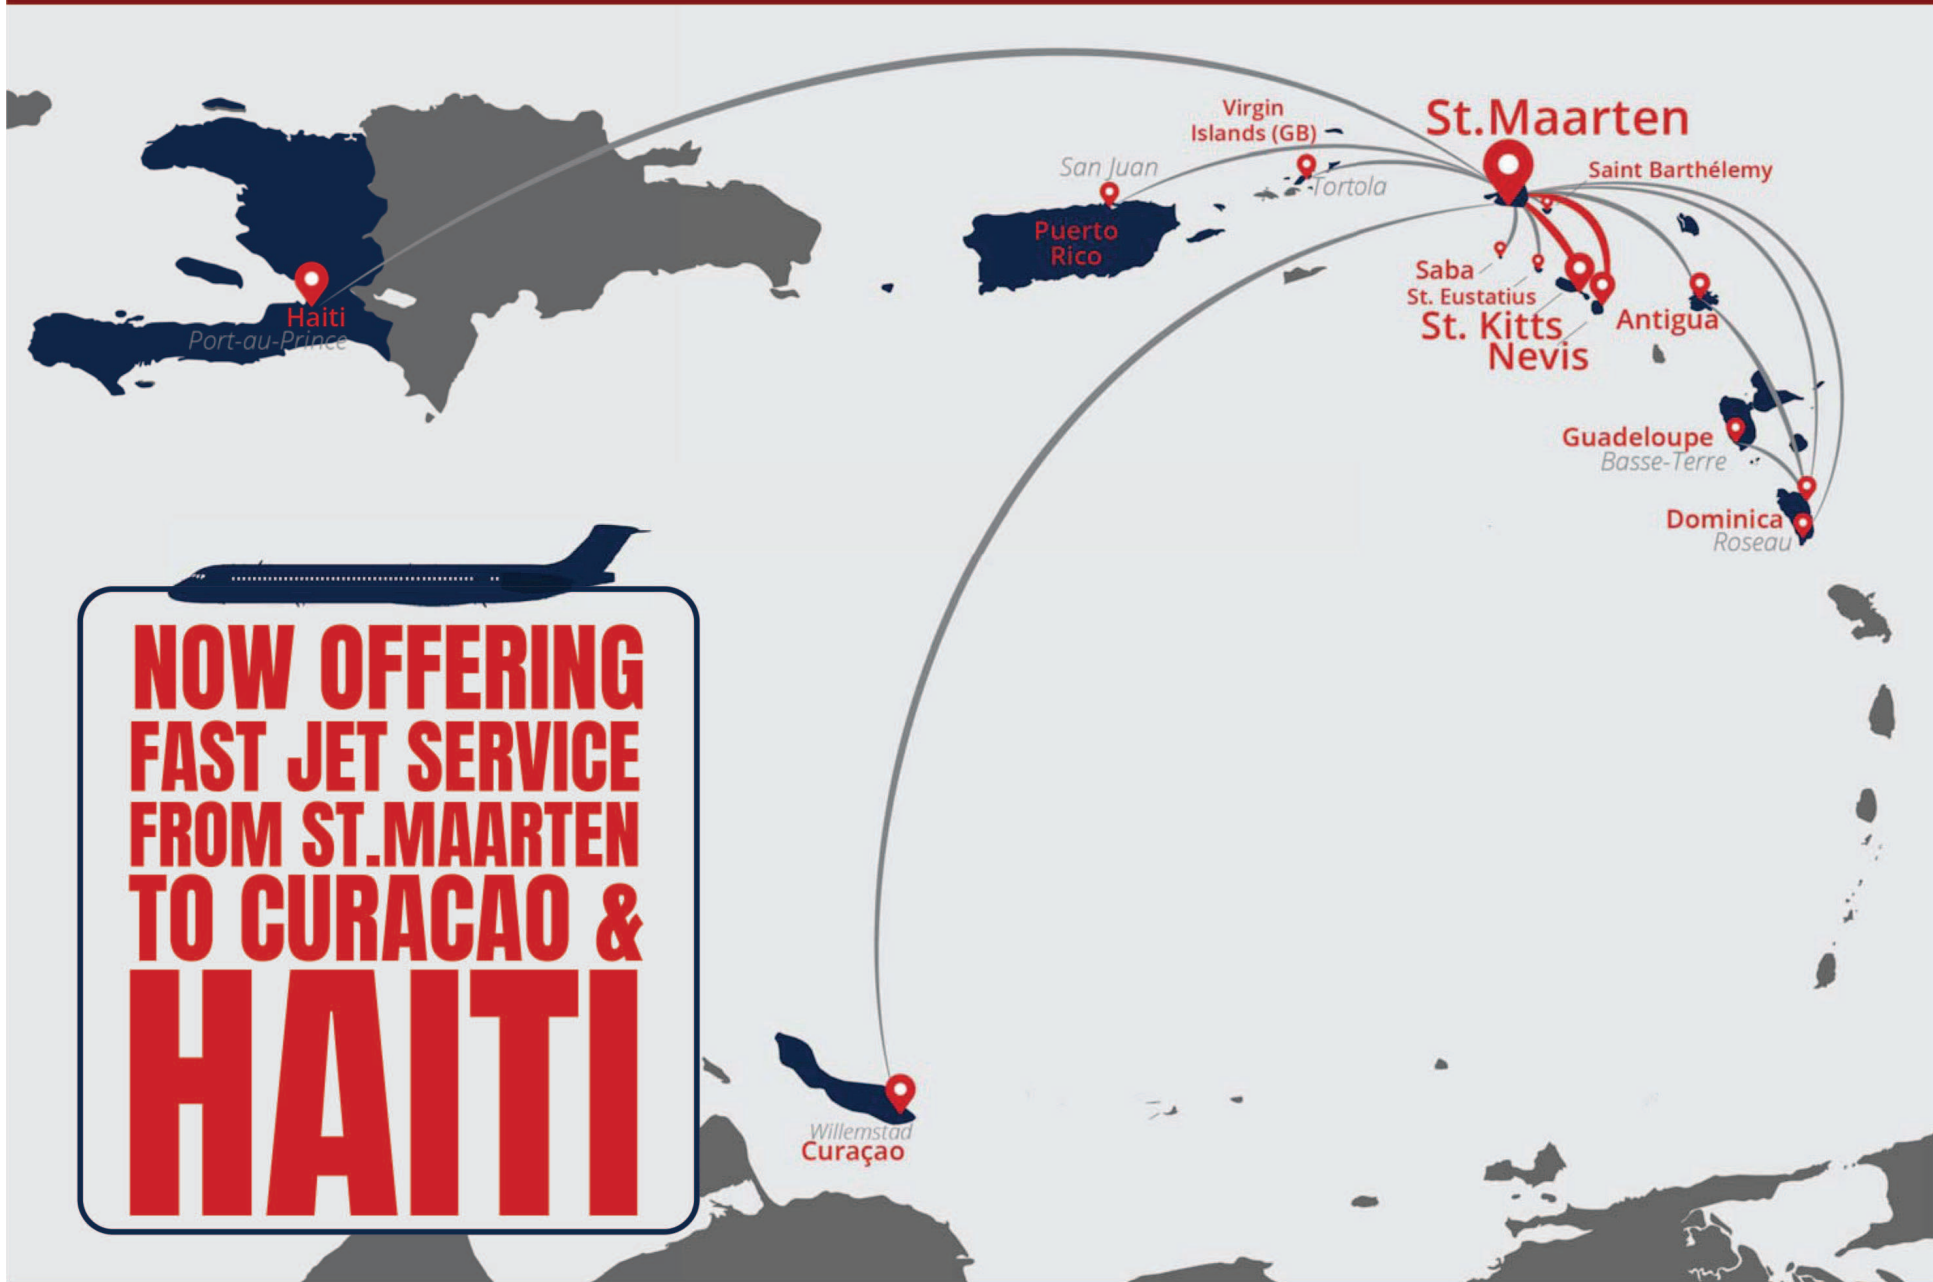 Virgin
Islands (GB)
St.Maarten
San Juan
Tortola
Saint Barthélemy
Puerto
Rico
Saba
St. Eustatius
St. Kitts
Nevis
Antigua
Haiti
Port-au-Prince
Guadeloupe
Basse-Terre
Dominica
Roseau
NOW OFFERING
FAST JET SERVICE
FROM ST.MAARTEN
TO CURACAO &
HAITI
Willemstad
Curaçao